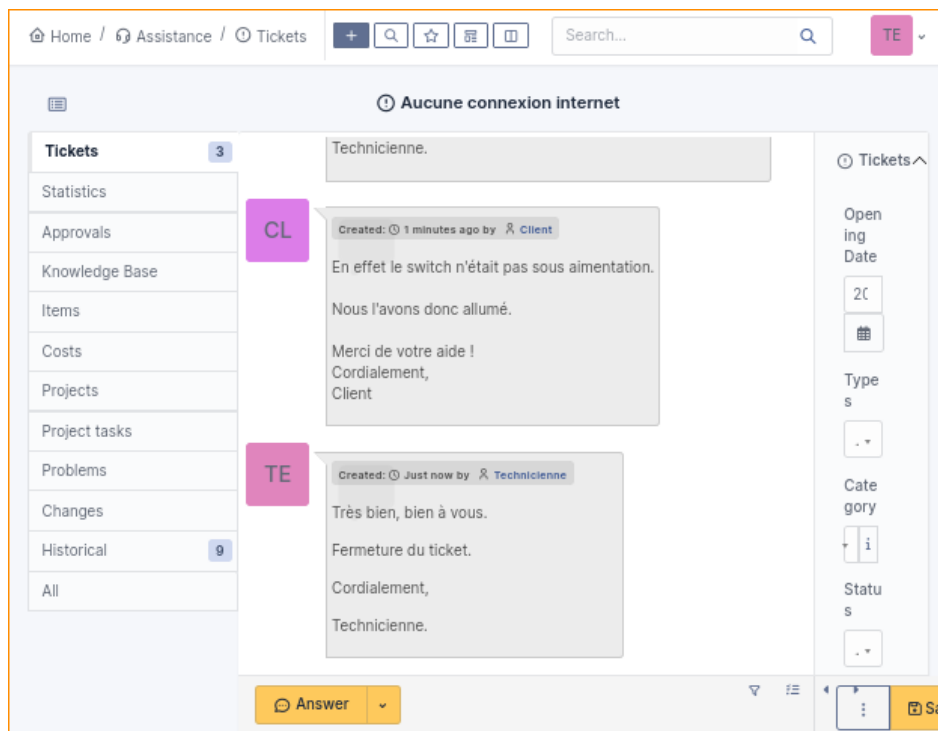 Home / Assistance / Tickets
Search...
TE
Aucune connexion internet
Tickets 3
Statistics
Approvals
Knowledge Base
Items
Costs
Projects
Project tasks
Problems
Changes
Historical 9
All
Technicienne.
CL
Created: 1 minutes ago by Client
En effet le switch n'était pas sous aimentation.
Nous l'avons donc allumé.
Merci de votre aide !
Cordialement,
Client
TE
Created: Just now by Technicienne
Très bien, bien à vous.
Fermeture du ticket.
Cordialement,
Technicienne.
Answer
Tickets
Open
ing
Date
Type
s
Cate
gory
i
Statu
s